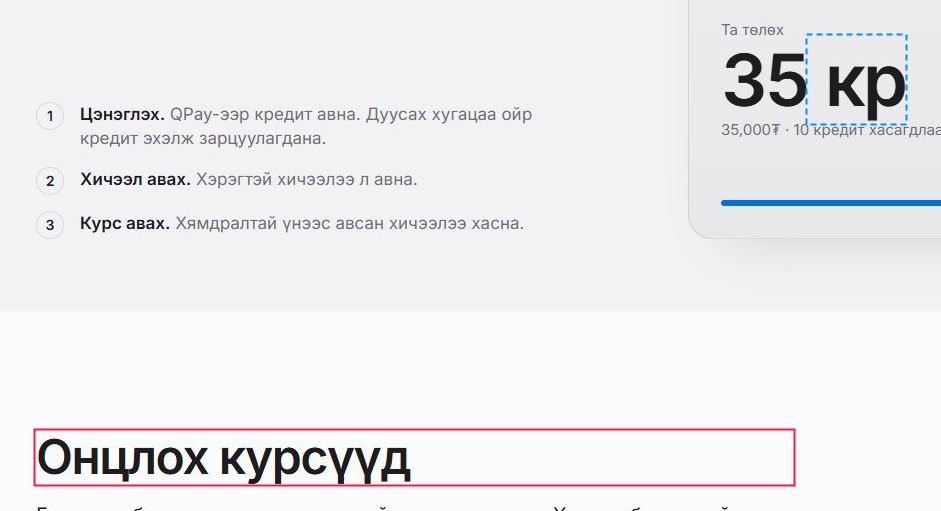 Та төлөх
35 кр
35,000₮ · 10 кредит хасагдлаа
1 Цэнэглэх. QPay-ээр кредит авна. Дуусах хугацаа ойр
кредит эхэлж зарцуулагдана.
2 Хичээл авах. Хэрэгтэй хичээлээ л авна.
3 Курс авах. Хямдралтай үнээс авсан хичээлээ хасна.
Онцлох курсүүд